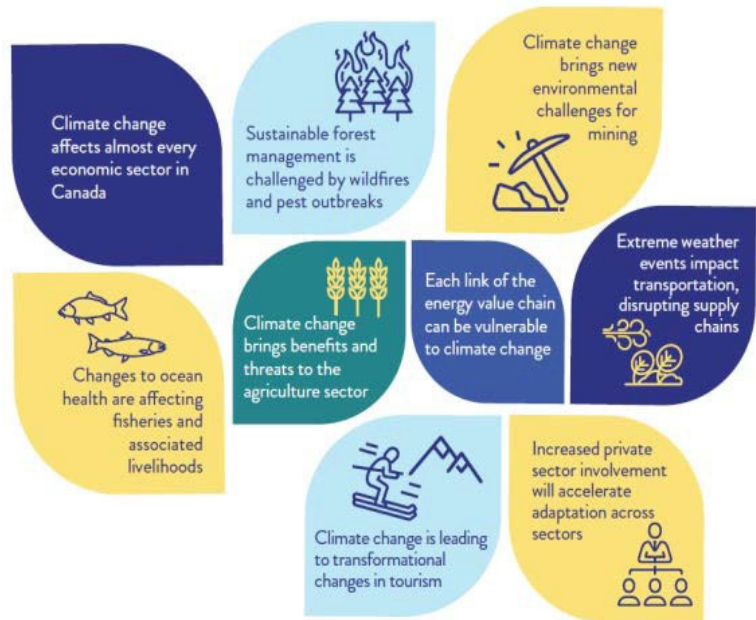 Climate change
affects almost every
economic sector in
Canada
Sustainable forest
management is
challenged by wildfires
and pest outbreaks
Climate change
brings new
environmental
challenges for
mining
Changes to ocean
health are affecting
fisheries and
associated
livelihoods
Climate change
brings benefits and
threats to the
agriculture sector
Each link of the
energy value chain
can be vulnerable
to climate change
Extreme weather
events impact
transportation,
disrupting supply
chains
Climate change is leading
to transformational
changes in tourism
Increased private
sector involvement
will accelerate
adaptation across
sectors